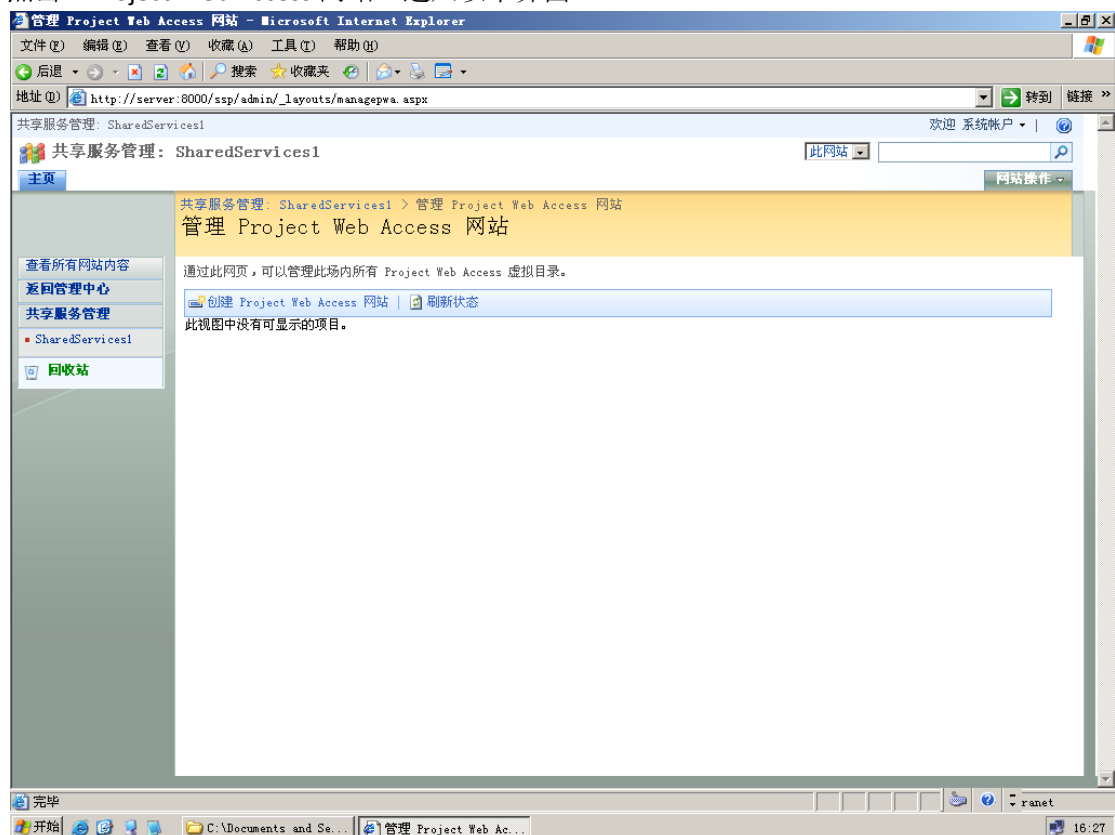 管理 Project Web Access 网站 - Microsoft Internet Explorer
文件(F) 编辑(E) 查看(V) 收藏(A) 工具(T) 帮助(H)
后退 搜索 收藏夹
地址(D) http://server:8000/ssp/admin/_layouts/managepwa.aspx 转到 链接 »
共享服务管理: SharedServices1 欢迎 系统帐户 |
共享服务管理: SharedServices1 此网站
主页 网站操作
共享服务管理: SharedServices1 > 管理 Project Web Access 网站
管理 Project Web Access 网站
查看所有网站内容
返回管理中心
共享服务管理
SharedServices1
回收站
通过此网页，可以管理此场内所有 Project Web Access 虚拟目录。
创建 Project Web Access 网站 | 刷新状态
此视图中没有可显示的项目。
完毕 ranet
开始 C:\Documents and Se... 管理 Project Web Ac... 16:27